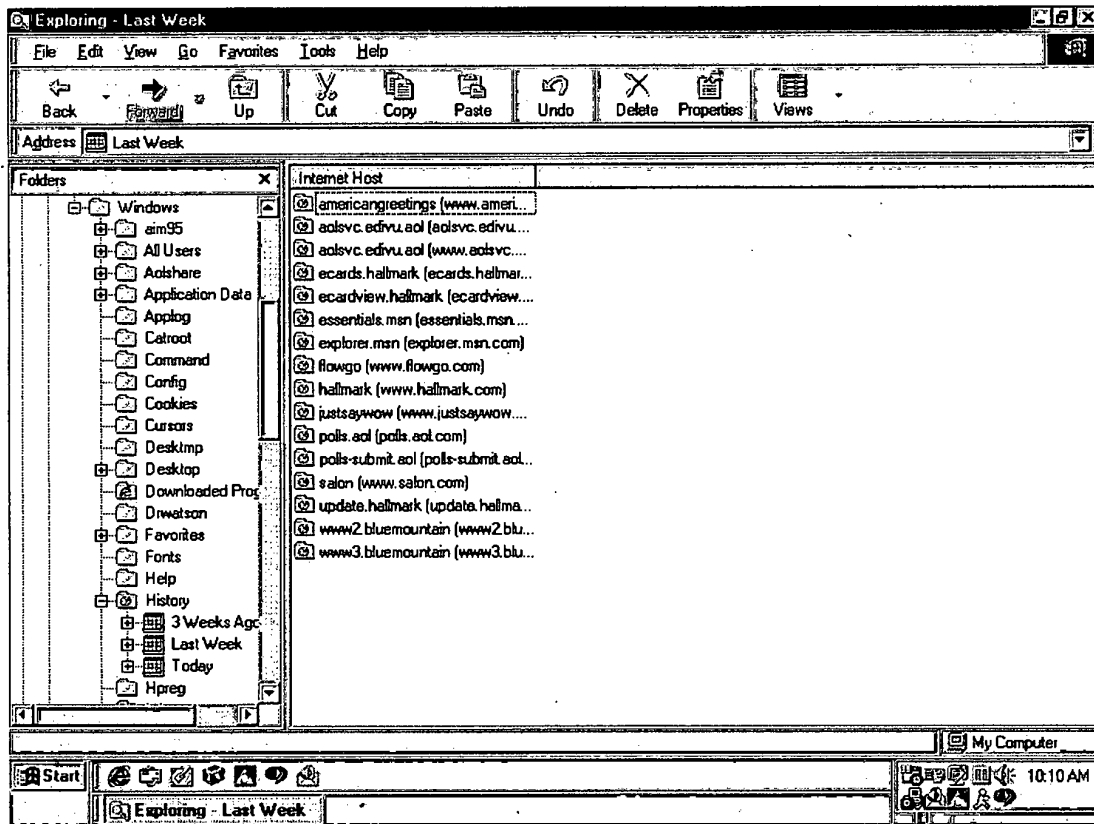 Exploring - Last Week
File Edit View Go Favorites Tools Help
Back Forward Up Cut Copy Paste Undo Delete Properties Views
Address Last Week
Folders
Windows
aim95
All Users
Aolshare
Application Data
Applog
Catroot
Command
Config
Cookies
Cursors
Desktmp
Desktop
Downloaded Prog
Drwatson
Favorites
Fonts
Help
History
3 Weeks Ago
Last Week
Today
Hpreg
Internet Host
americangreetings (www.ameri...
aolsvc.edivu.aol (aolsvc.edivu....
aolsvc.edivu.aol (www.aolsvc....
ecards.hallmark (ecards.hallmar...
ecardview.hallmark (ecardview....
essentials.msn (essentials.msn....
explorer.msn (explorer.msn.com)
flowgo (www.flowgo.com)
hallmark (www.hallmark.com)
justsaywow (www.justsaywow....
polls.aol (polls.aol.com)
polls-submit.aol (polls-submit.aol...
salon (www.salon.com)
update.hallmark (update.hallma...
www2.bluemountain (www2.blu...
www3.bluemountain (www3.blu...
My Computer
Start
10:10 AM
Exploring - Last Week